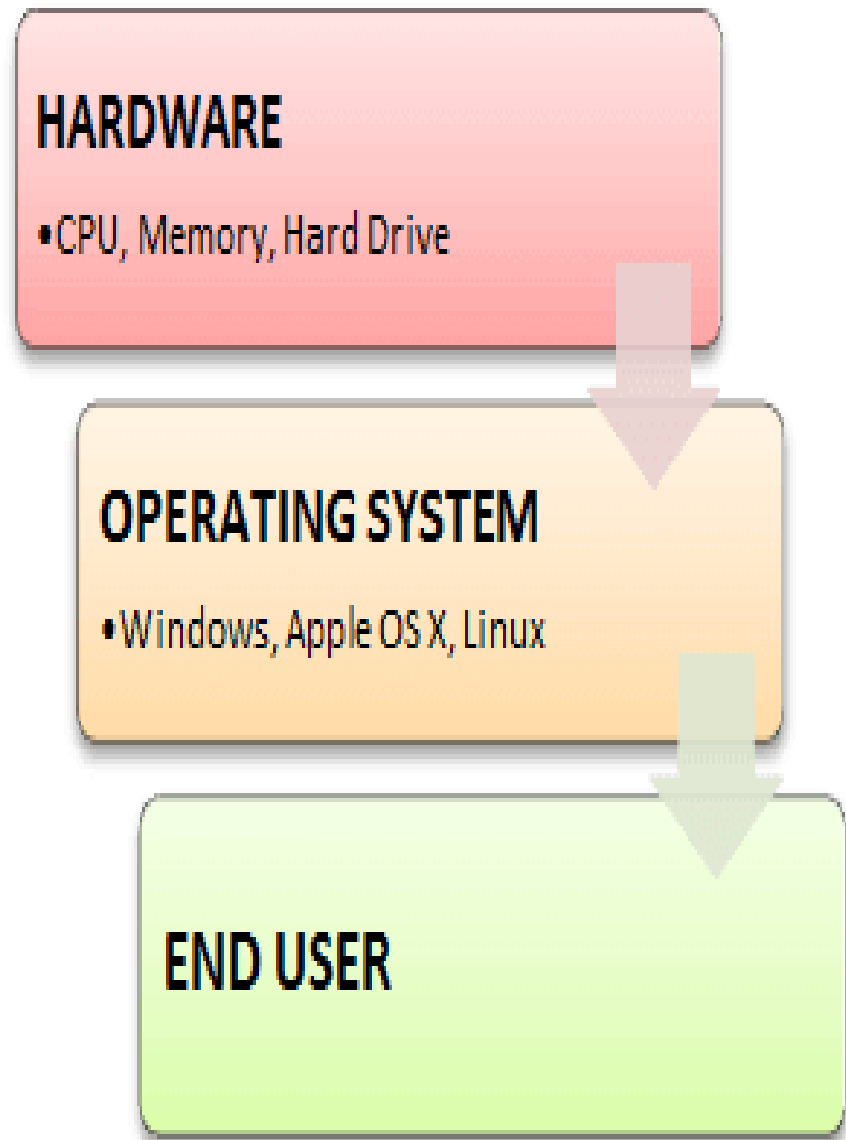 HARDWARE
•CPU, Memory, Hard Drive
OPERATING SYSTEM
•Windows, Apple OS X, Linux
END USER